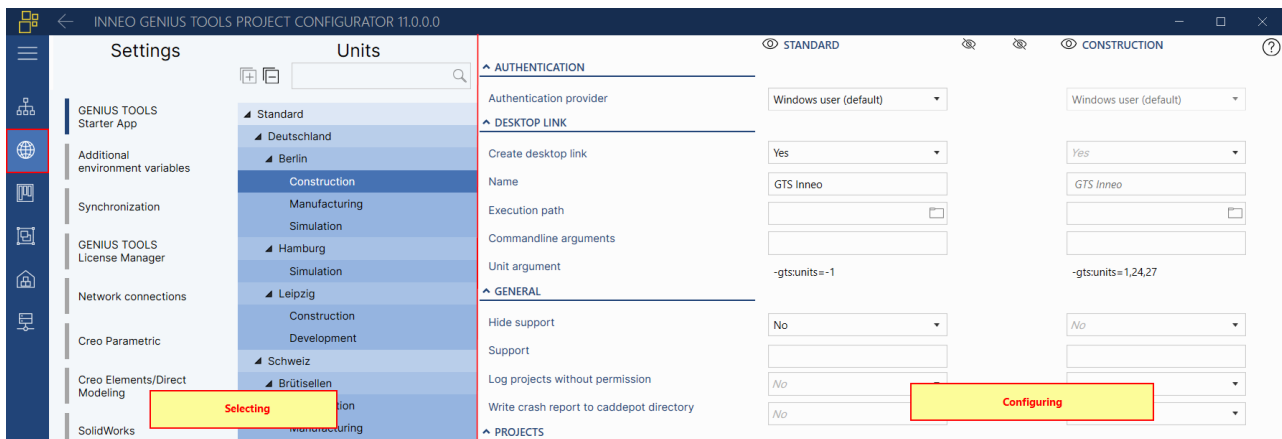 INNEO GENIUS TOOLS PROJECT CONFIGURATOR 11.0.0.0
Settings
GENIUS TOOLS
Starter App
Additional
environment variables
Synchronization
GENIUS TOOLS
License Manager
Network connections
Creo Parametric
Creo Elements/Direct
Modeling
SolidWorks
Units
Standard
Deutschland
Berlin
Construction
Manufacturing
Simulation
Hamburg
Simulation
Leipzig
Construction
Development
Schweiz
Brütisellen
Selecting
STANDARD
CONSTRUCTION
AUTHENTICATION
Authentication provider
Windows user (default)
Windows user (default)
DESKTOP LINK
Create desktop link
Yes
Yes
Name
GTS Inneo
GTS Inneo
Execution path
Commandline arguments
Unit argument
-gts:units=-1
-gts:units=1,24,27
GENERAL
Hide support
No
No
Support
Log projects without permission
No
Write crash report to caddepot directory
No
Configuring
PROJECTS